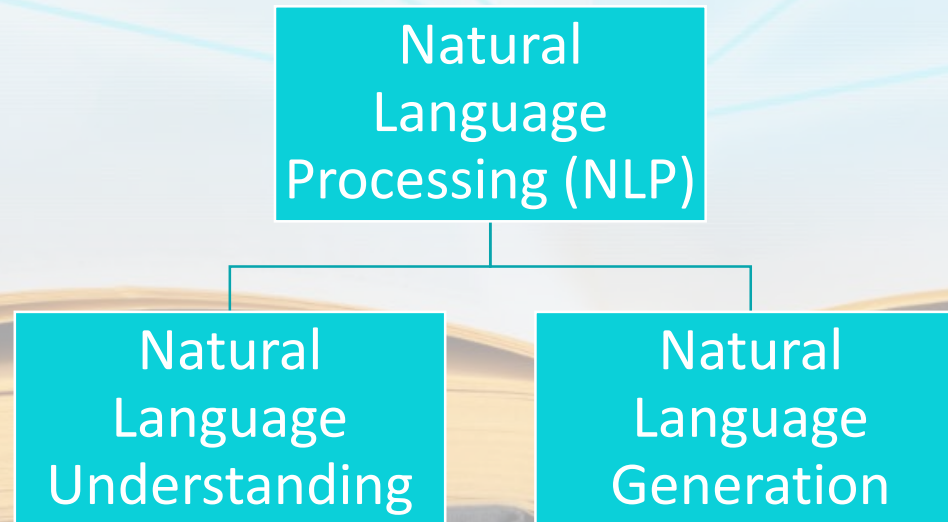 Natural
Language
Processing (NLP)
Natural
Language
Understanding
Natural
Language
Generation